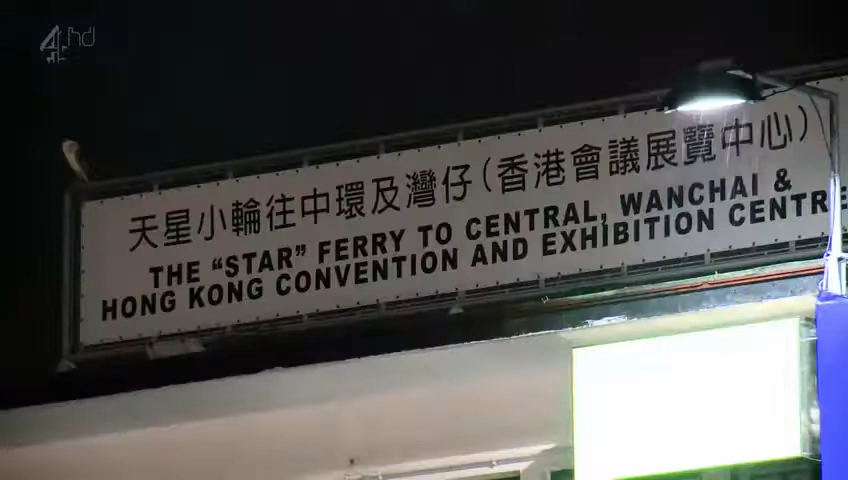 4hd
天星小輪往中環及灣仔(香港會議展覽中心)
THE “STAR” FERRY TO CENTRAL, WANCHAI &
HONG KONG CONVENTION AND EXHIBITION CENTRE